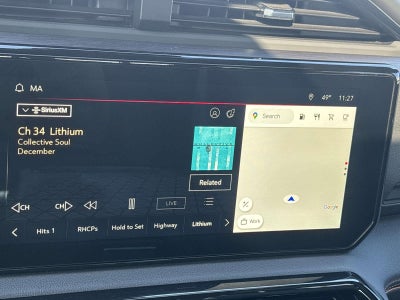 MA
49°
11:27
SiriusXM
Ch 34 Lithium
Collective Soul
December
Search
Related
CH
CH
LIVE
Hits 1
RHCPs
Hold to Set
Highway
Lithium
Work
Google